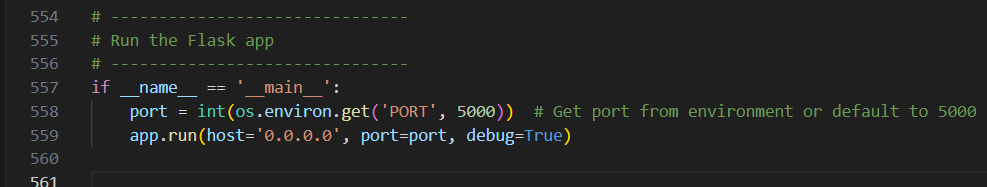 554 # -------------------------------
555 # Run the Flask app
556 # -------------------------------
557 if __name__ == '__main__':
558     port = int(os.environ.get('PORT', 5000))  # Get port from environment or default to 5000
559     app.run(host='0.0.0.0', port=port, debug=True)
560
561